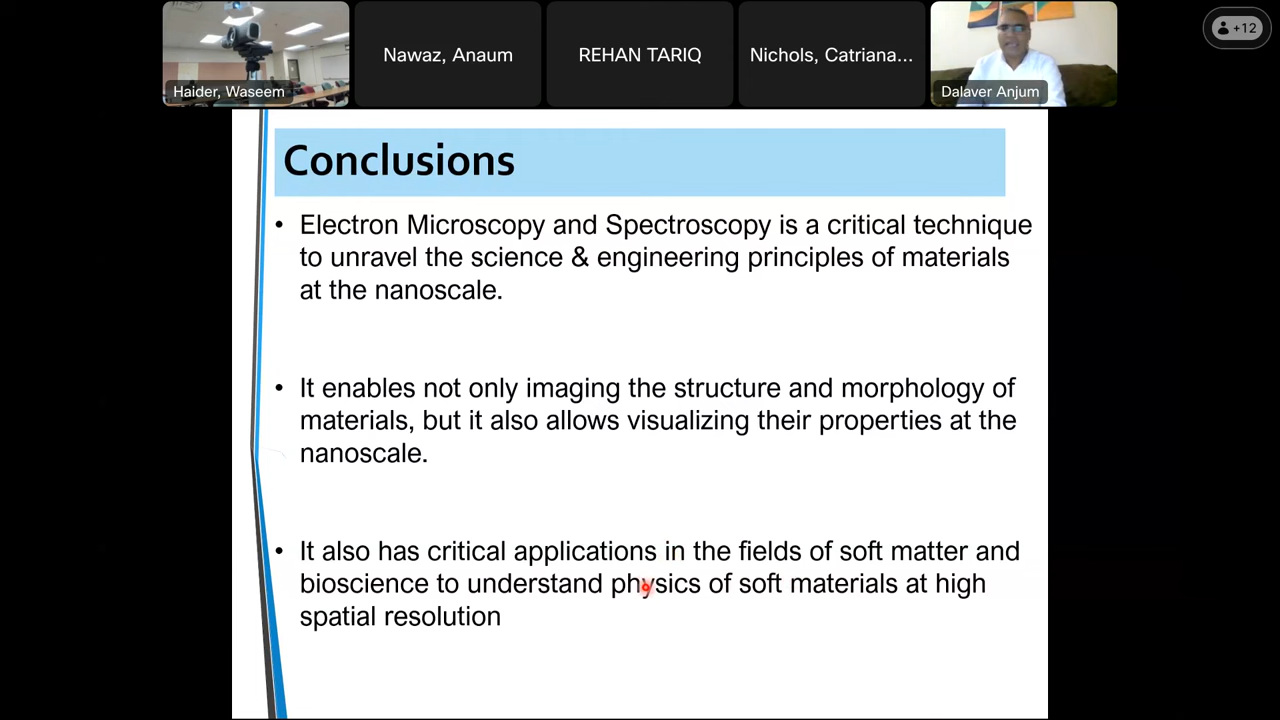 Haider, Waseem
Nawaz, Anaum
REHAN TARIQ
Nichols, Catriana...
Dalaver Anjum
+12
Conclusions
• Electron Microscopy and Spectroscopy is a critical technique
to unravel the science & engineering principles of materials
at the nanoscale.
• It enables not only imaging the structure and morphology of
materials, but it also allows visualizing their properties at the
nanoscale.
• It also has critical applications in the fields of soft matter and
bioscience to understand physics of soft materials at high
spatial resolution